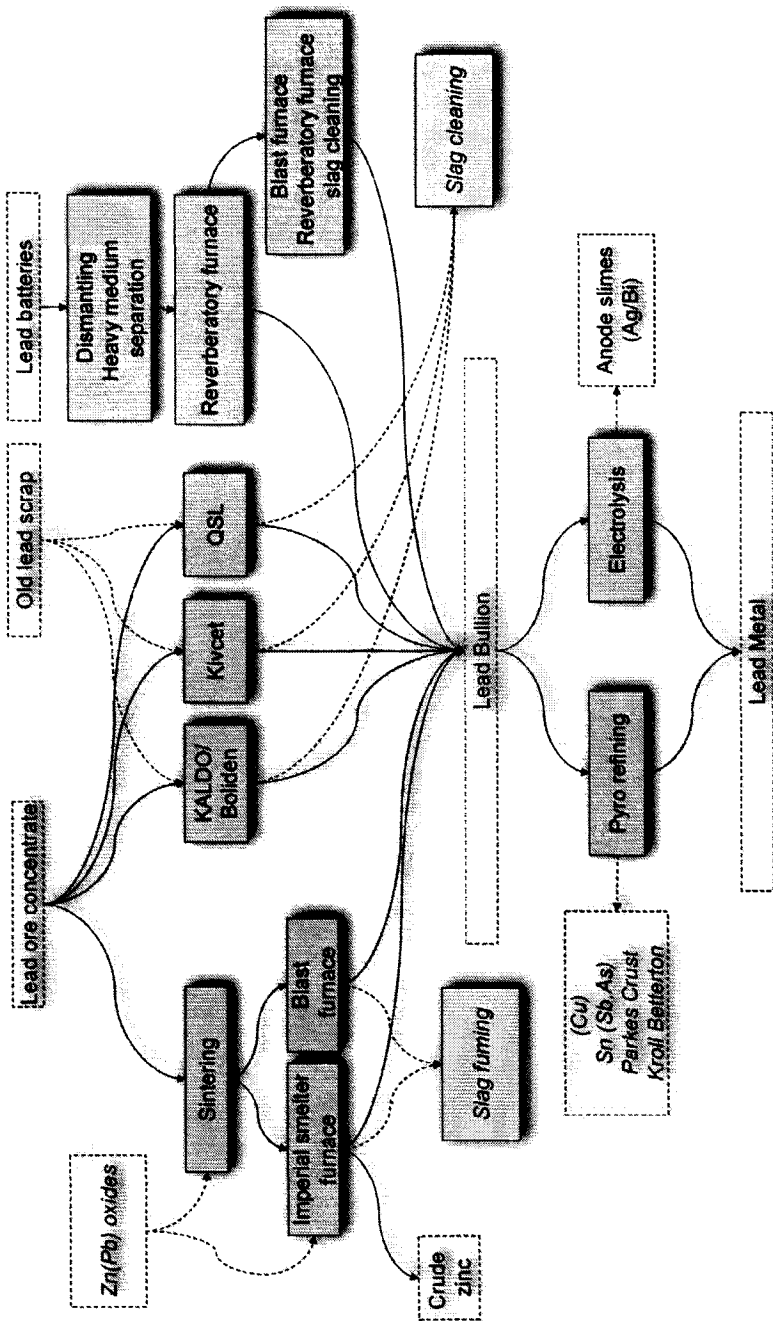 Lead ore concentrate
Old lead scrap
Lead batteries
Zn(Pb) oxides
Sintering
Dismantling
Heavy medium
separation
Imperial smelter
furnace
Blast
furnace
KALDO/
Boliden
Kivcet
QSL
Reverberatory furnace
Blast furnace
Reverberatory furnace
slag cleaning
Crude
zinc
Slag fuming
Slag cleaning
Lead Bullion
(Cu)
Sn (Sb,As)
Parkes Crust
Kroll Betterton
Pyro refining
Electrolysis
Anode slimes
(Ag/Bi)
Lead Metal